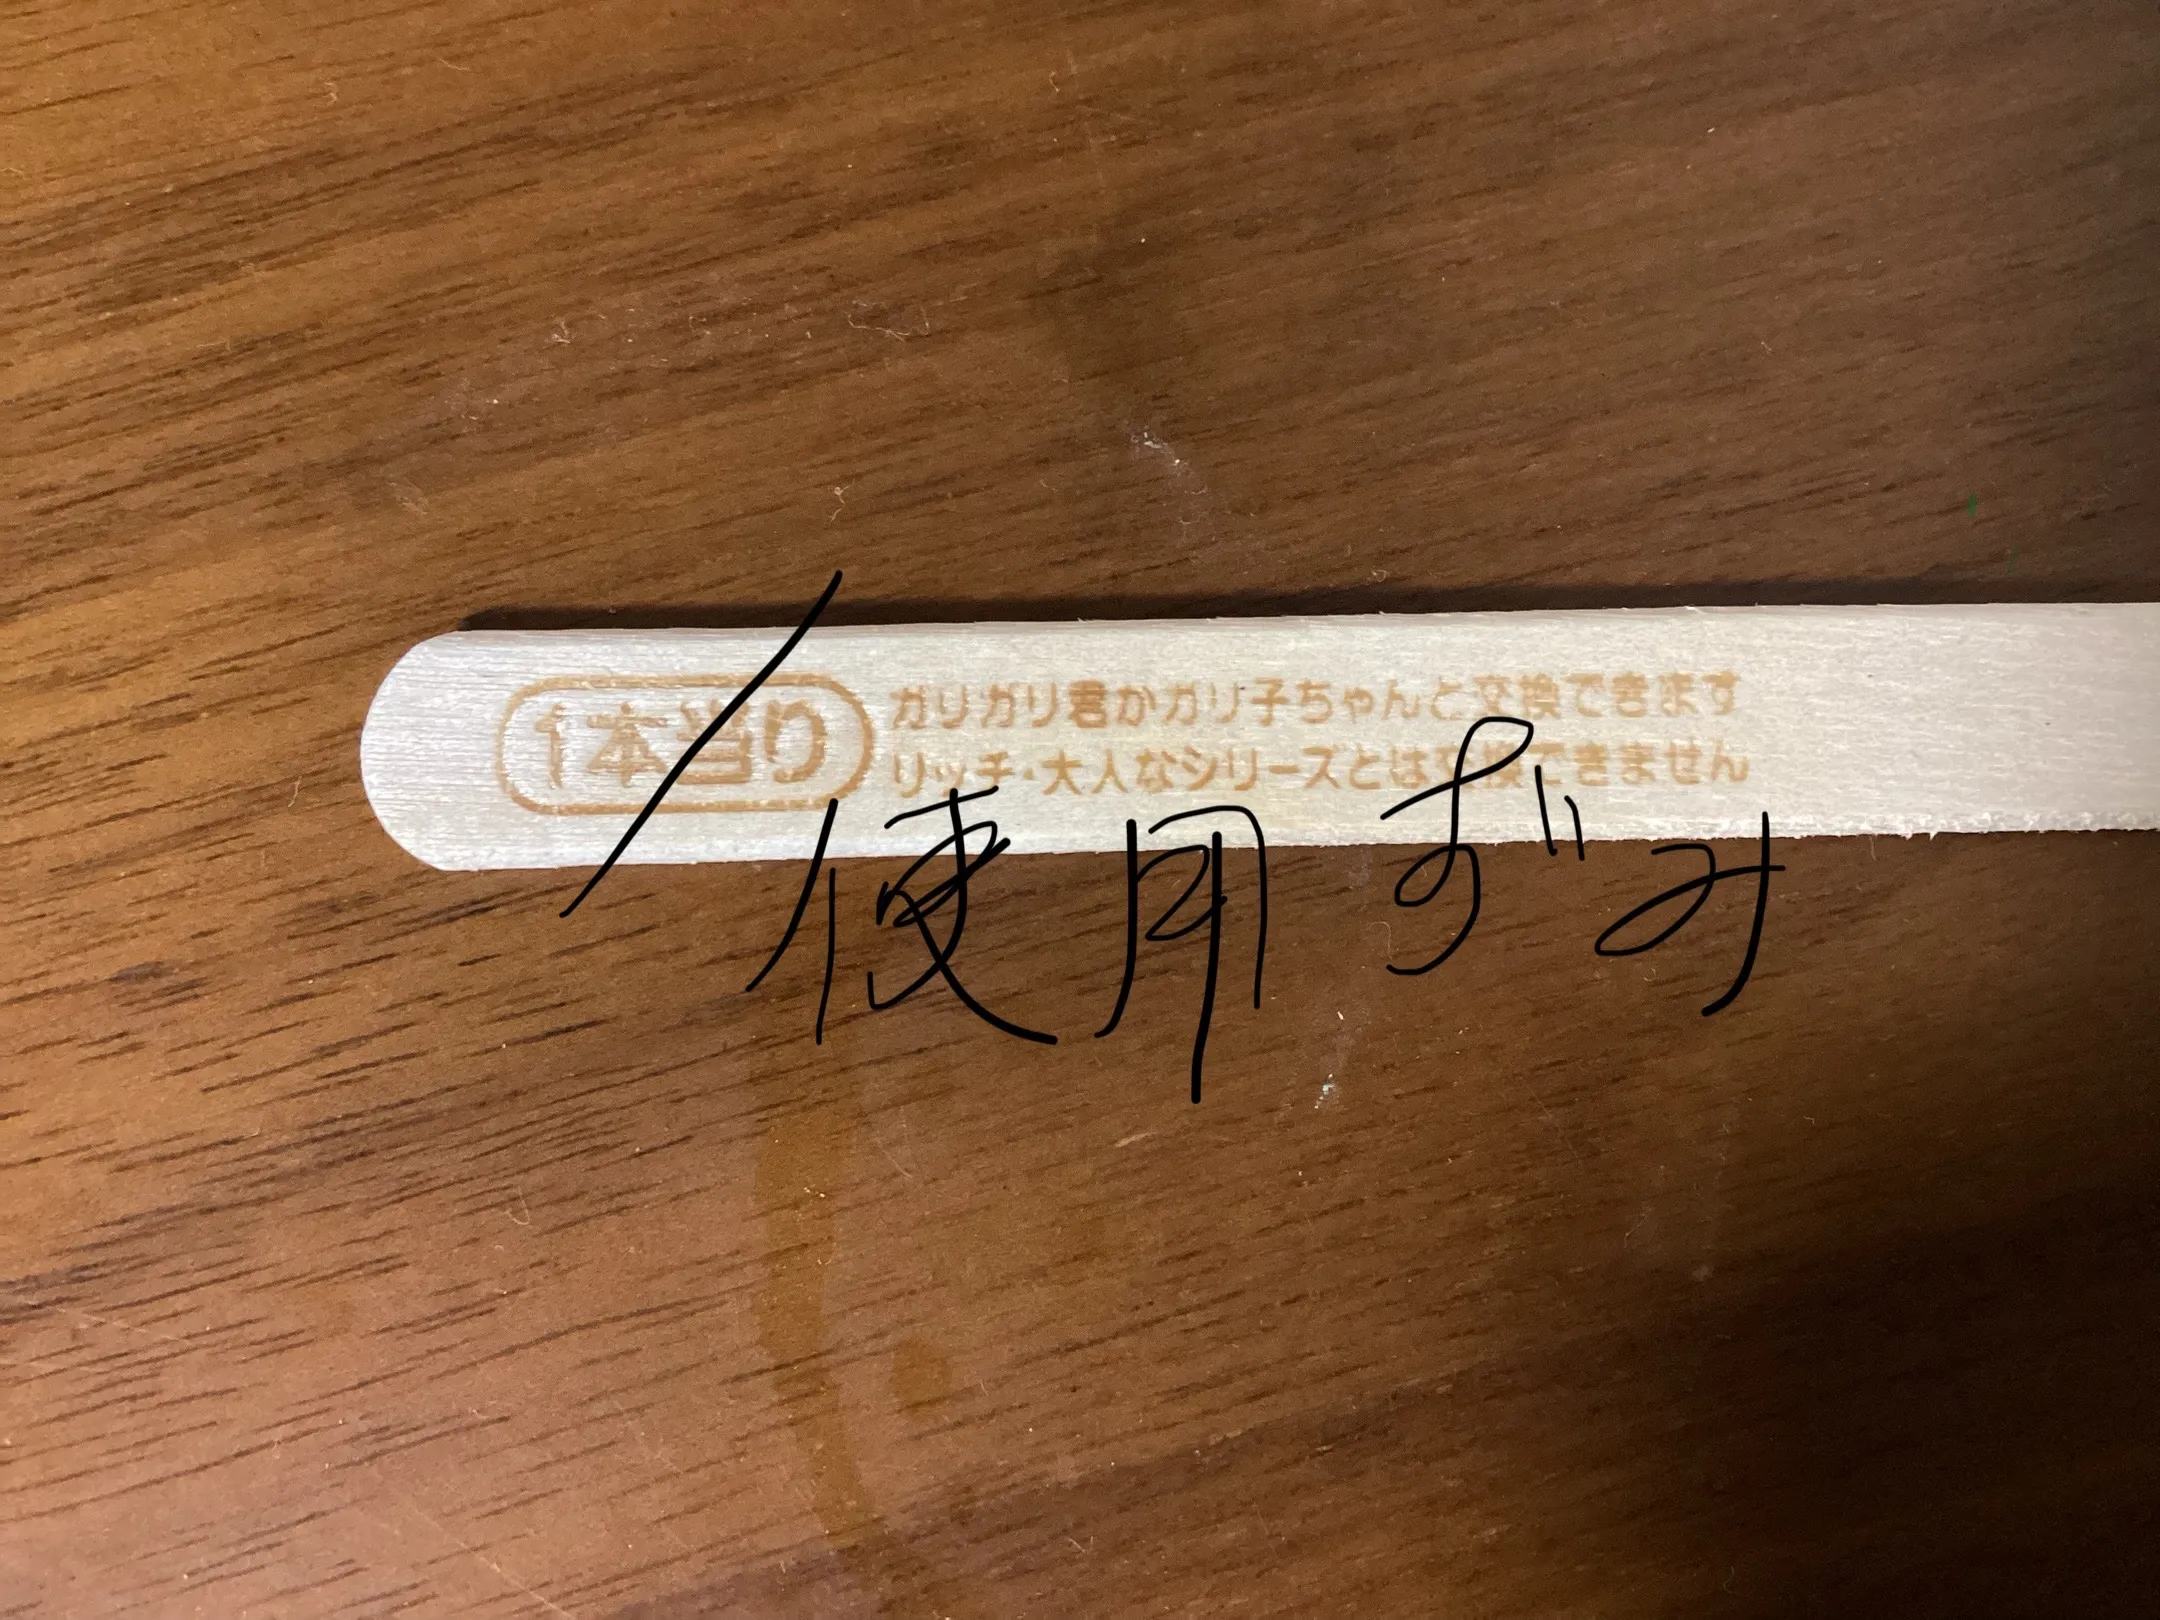 1本当り
ガリガリ君かガリ子ちゃんと交換できます
リッチ・大人なシリーズとは交換できません
使用ずみ